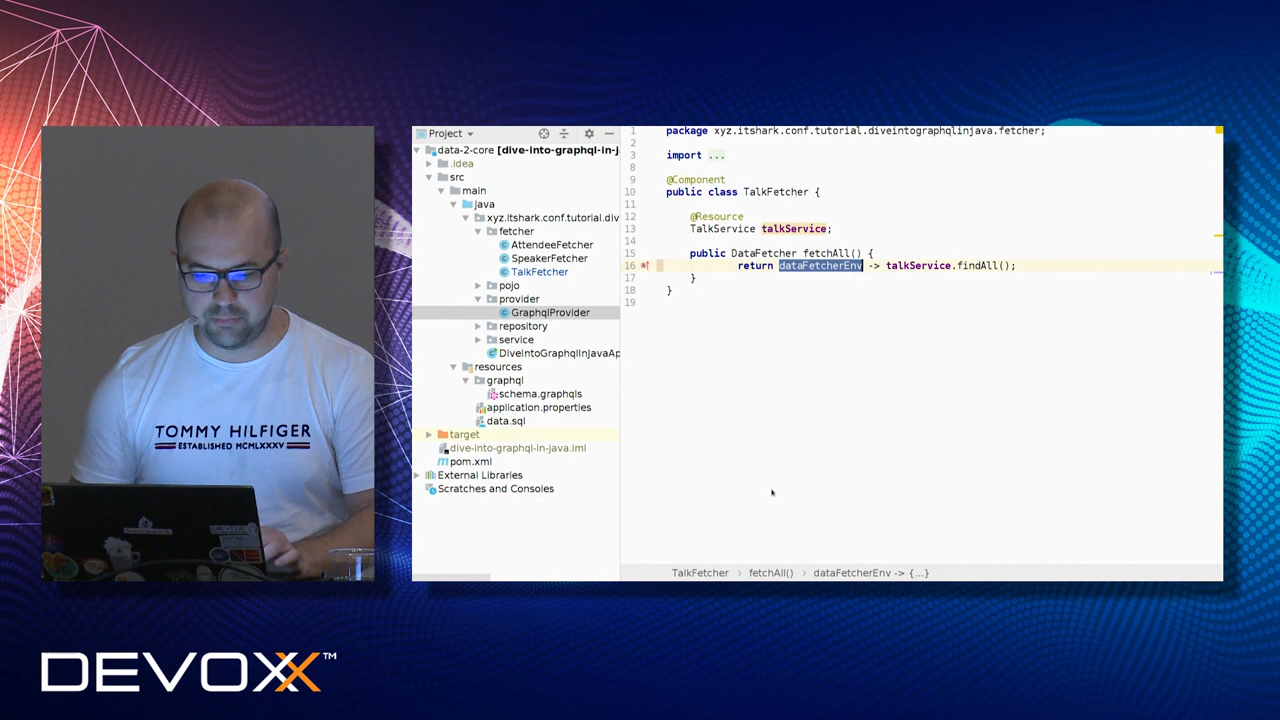 TOMMY HILFIGER
ESTABLISHED MCMLXXXV
DEVOXX
Project
data-2-core [dive-into-graphql-in-j
.idea
src
main
java
xyz.itshark.conf.tutorial.div
fetcher
AttendeeFetcher
SpeakerFetcher
TalkFetcher
pojo
provider
GraphqlProvider
repository
service
DiveIntoGraphqlInJavaAp
resources
graphql
schema.graphqls
application.properties
data.sql
target
dive-into-graphql-in-java.iml
pom.xml
External Libraries
Scratches and Consoles
1 package xyz.itshark.conf.tutorial.diveintographqlinjava.fetcher;
2
3 import ...
8
9 @Component
10 public class TalkFetcher {
11
12 @Resource
13 TalkService talkService;
14
15 public DataFetcher fetchAll() {
16 return dataFetcherEnv -> talkService.findAll();
17 }
18 }
19
TalkFetcher › fetchAll() › dataFetcherEnv -> {...}
DEVOXX™